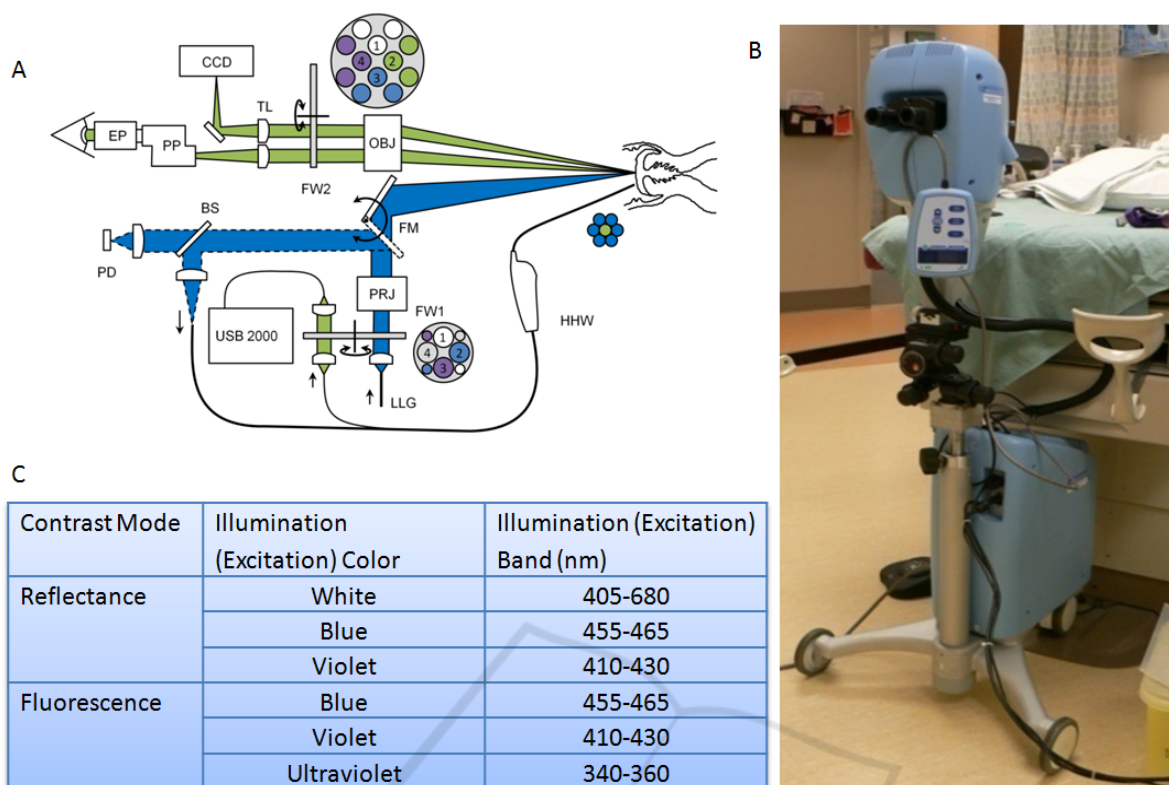 A
B
CCD
1
4
2
3
TL
EP
PP
OBJ
FW2
BS
FM
PD
PRJ
USB 2000
FW1
1
4
2
3
HHW
LLG
C
Contrast Mode
Illumination (Excitation) Color
Illumination (Excitation) Band (nm)
Reflectance
White
405-680
Blue
455-465
Violet
410-430
Fluorescence
Blue
455-465
Violet
410-430
Ultraviolet
340-360